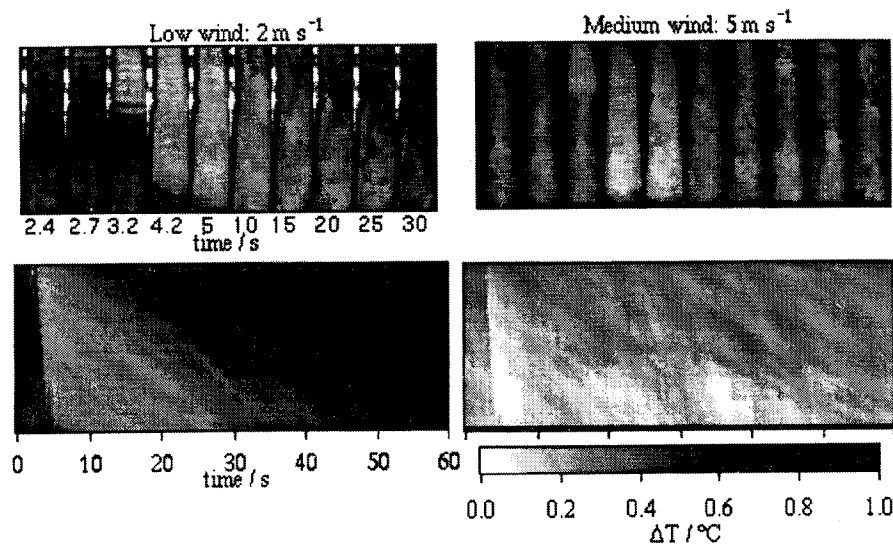 Low wind: 2 m s⁻¹
Medium wind: 5 m s⁻¹
2.4 2.7 3.2 4.2 5 10 15 20 25 30
time / s
0 10 20 30 40 50 60
time / s
0.0 0.2 0.4 0.6 0.8 1.0
ΔT / °C